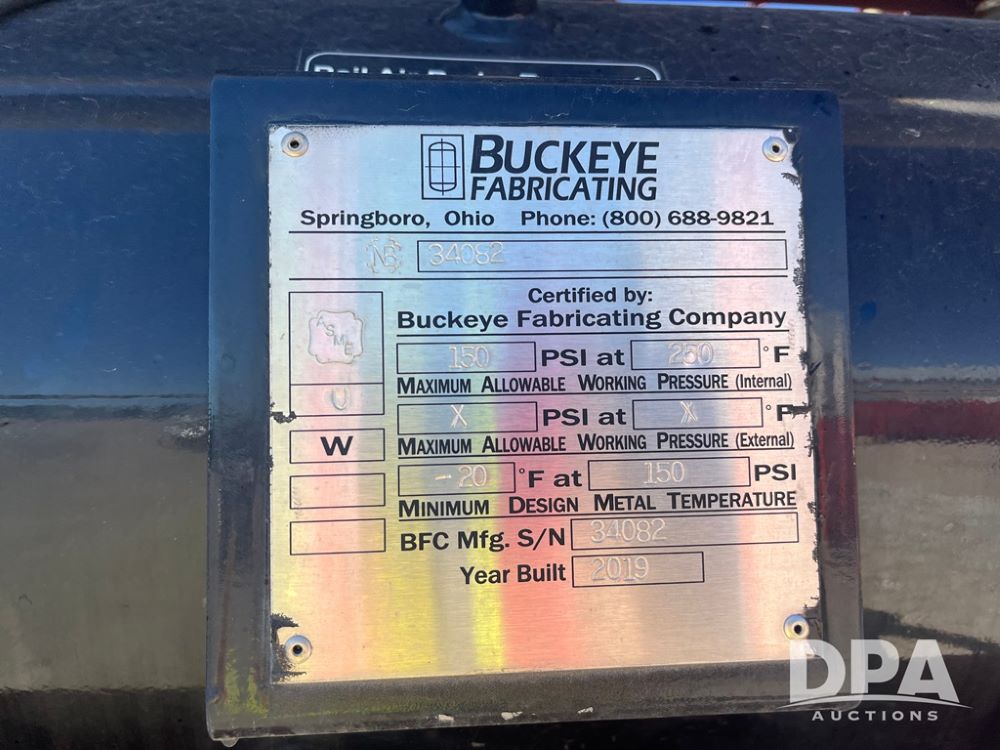 BUCKEYE
FABRICATING
Springboro, Ohio Phone: (800) 688-9821
NB 34082
Certified by:
ASME Buckeye Fabricating Company
150 PSI at 250 °F
MAXIMUM ALLOWABLE WORKING PRESSURE (Internal)
U
X PSI at X °F
W MAXIMUM ALLOWABLE WORKING PRESSURE (External)
-20 °F at 150 PSI
MINIMUM DESIGN METAL TEMPERATURE
BFC Mfg. S/N 34082
Year Built 2019
DPA
AUCTIONS